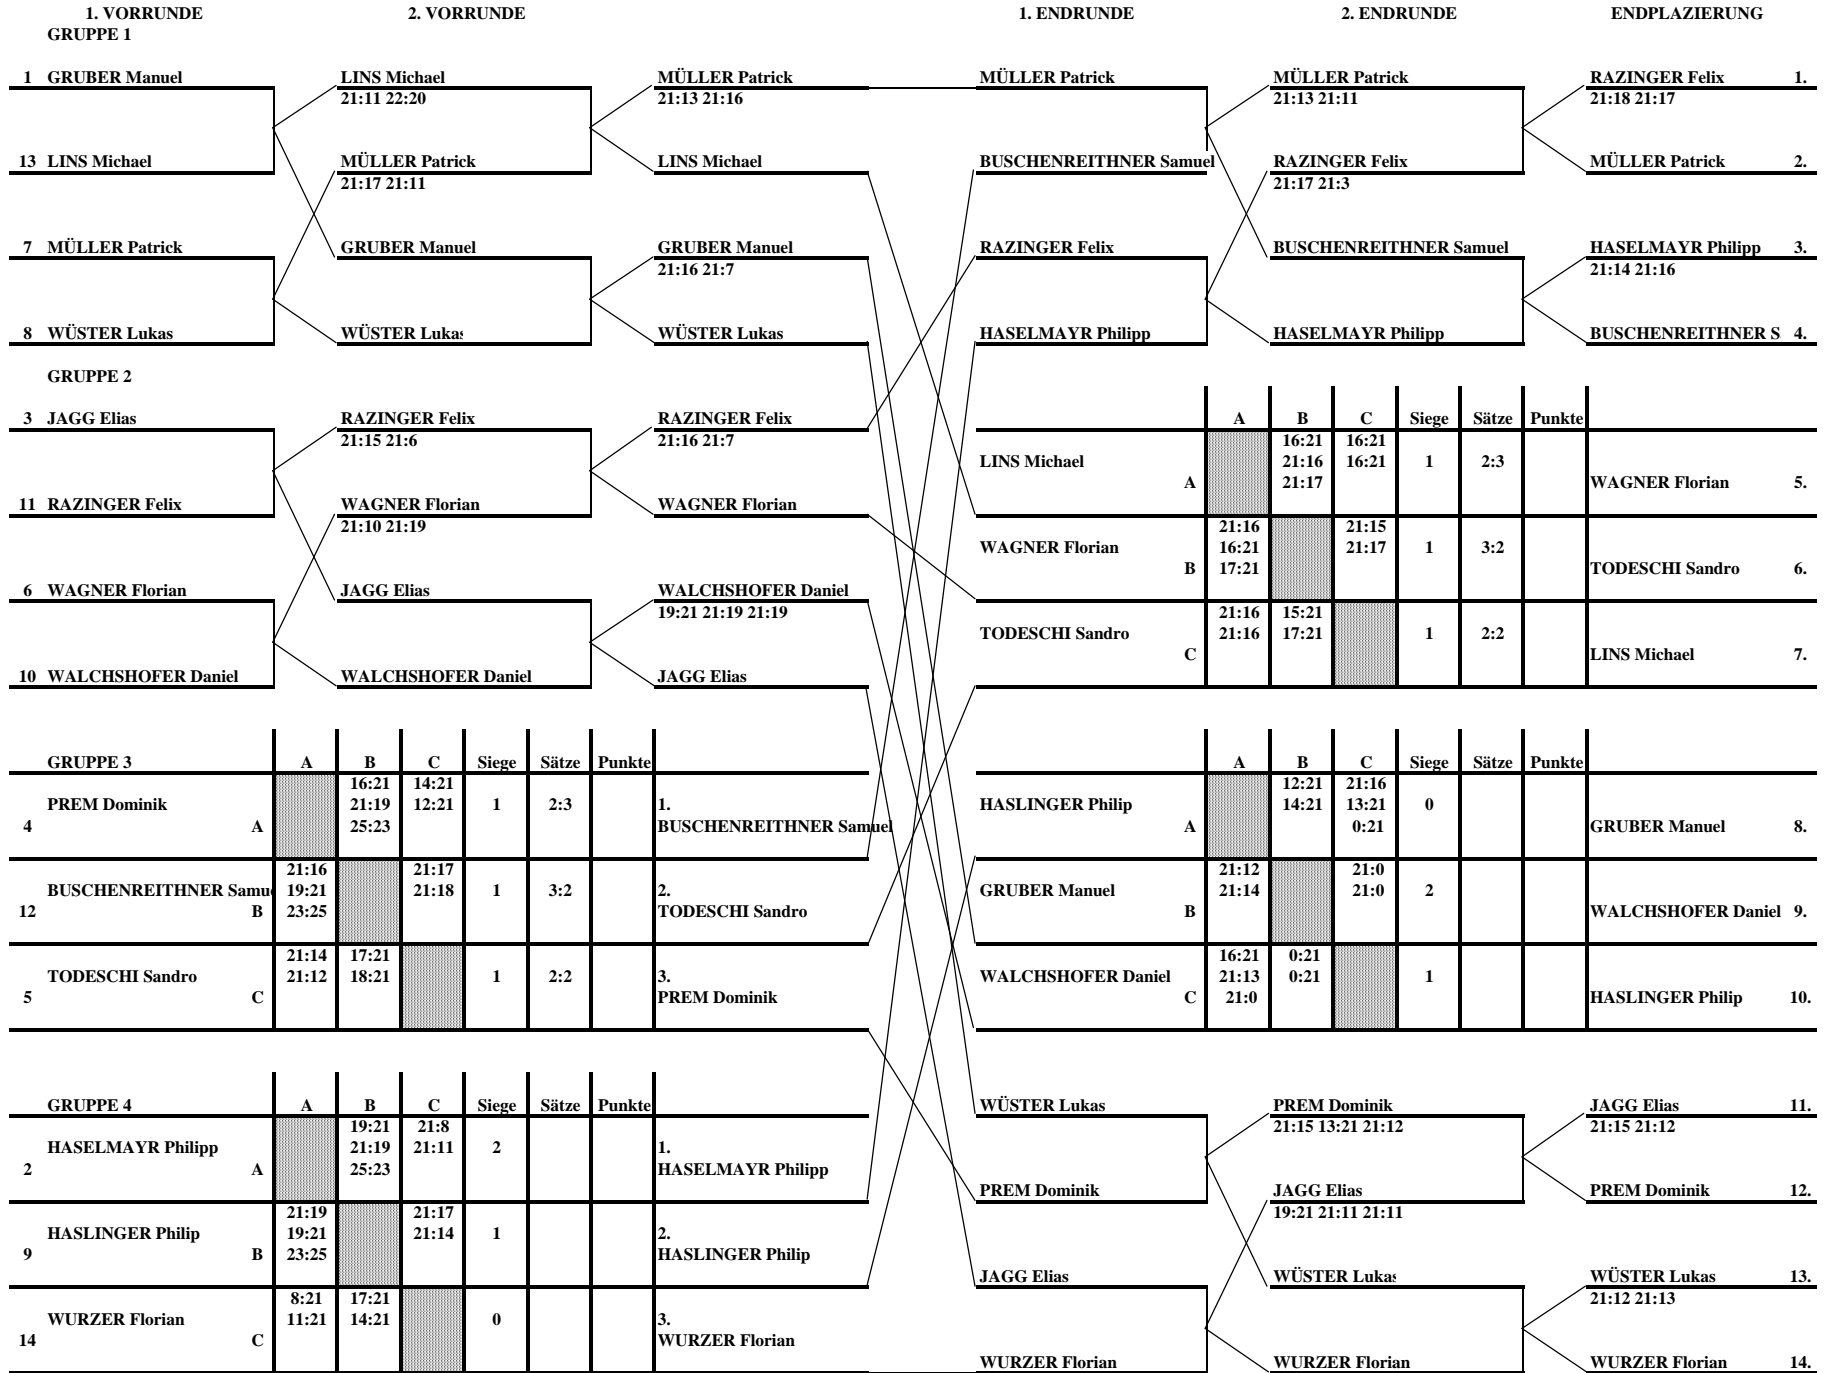 1. VORRUNDE 2. VORRUNDE 1. ENDRUNDE 2. ENDRUNDE ENDPLAZIERUNG
GRUPPE 1
1 GRUBER Manuel LINS Michael MÜLLER Patrick MÜLLER Patrick MÜLLER Patrick RAZINGER Felix 1.
21:11 22:20 21:13 21:16 21:13 21:11 21:18 21:17
13 LINS Michael MÜLLER Patrick LINS Michael BUSCHENREITHNER Samuel RAZINGER Felix MÜLLER Patrick 2.
21:17 21:11 21:17 21:3
7 MÜLLER Patrick GRUBER Manuel GRUBER Manuel RAZINGER Felix BUSCHENREITHNER Samuel HASELMAYR Philipp 3.
21:16 21:7 21:14 21:16
8 WÜSTER Lukas WÜSTER Lukas WÜSTER Lukas HASELMAYR Philipp HASELMAYR Philipp BUSCHENREITHNER S 4.
GRUPPE 2
3 JAGG Elias RAZINGER Felix RAZINGER Felix A B C Siege Sätze Punkte
21:15 21:6 21:16 21:7 16:21 16:21
LINS Michael 21:16 16:21 1 2:3
A 21:17 WAGNER Florian 5.
11 RAZINGER Felix WAGNER Florian WAGNER Florian
21:10 21:19 21:16 21:15
WAGNER Florian 16:21 21:17 1 3:2
B 17:21 TODESCHI Sandro 6.
6 WAGNER Florian JAGG Elias WALCHSHOFER Daniel
19:21 21:19 21:19 21:16 15:21
TODESCHI Sandro 21:16 17:21 1 2:2
C LINS Michael 7.
10 WALCHSHOFER Daniel WALCHSHOFER Daniel JAGG Elias
GRUPPE 3 A B C Siege Sätze Punkte A B C Siege Sätze Punkte
16:21 14:21 12:21 21:16
PREM Dominik 21:19 12:21 1 2:3 1. HASLINGER Philip 14:21 13:21 0
4 A 25:23 BUSCHENREITHNER Samuel A 0:21 GRUBER Manuel 8.
21:16 21:17 21:12 21:0
BUSCHENREITHNER Samue 19:21 21:18 1 3:2 2. GRUBER Manuel 21:14 21:0 2
12 B 23:25 TODESCHI Sandro B WALCHSHOFER Daniel 9.
21:14 17:21 16:21 0:21
TODESCHI Sandro 21:12 18:21 1 2:2 3. WALCHSHOFER Daniel 21:13 0:21 1
5 C PREM Dominik C 21:0 HASLINGER Philip 10.
GRUPPE 4 A B C Siege Sätze Punkte WÜSTER Lukas PREM Dominik JAGG Elias 11.
19:21 21:8 21:15 13:21 21:12 21:15 21:12
HASELMAYR Philipp 21:19 21:11 2 1.
2 A 25:23 HASELMAYR Philipp
PREM Dominik JAGG Elias PREM Dominik 12.
21:19 21:17 19:21 21:11 21:11
HASLINGER Philip 19:21 21:14 1 2.
9 B 23:25 HASLINGER Philip
JAGG Elias WÜSTER Lukas WÜSTER Lukas 13.
8:21 17:21 21:12 21:13
WURZER Florian 11:21 14:21 0 3.
14 C WURZER Florian
WURZER Florian WURZER Florian WURZER Florian 14.